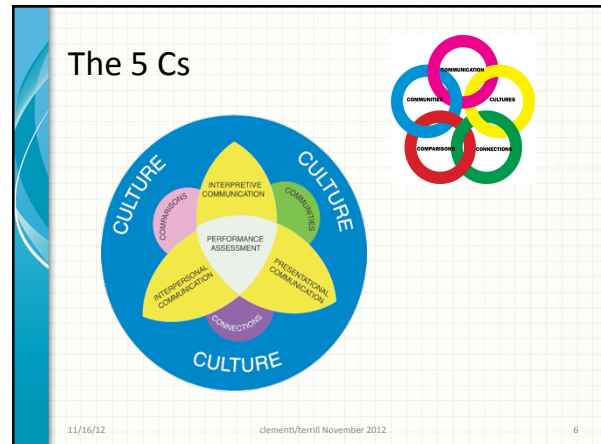 The 5 Cs
COMMUNICATION
COMMUNITIES
CULTURES
COMPARISONS
CONNECTIONS
CULTURE
CULTURE
INTERPRETIVE
COMMUNICATION
COMPARISONS
COMMUNITIES
PERFORMANCE
ASSESSMENT
INTERPERSONAL
COMMUNICATION
PRESENTATIONAL
COMMUNICATION
CONNECTIONS
CULTURE
11/16/12
clementi/terrill November 2012
6